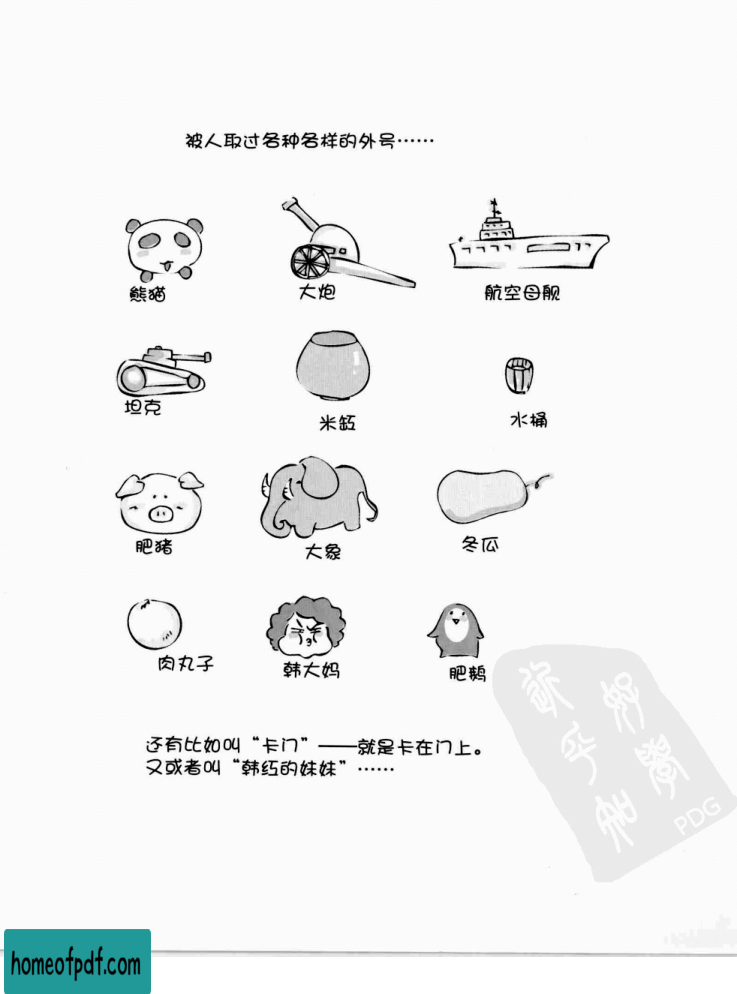 被人取过各种各样的外号……
熊猫
大炮
航空母舰
坦克
米缸
水桶
肥猪
大象
冬瓜
肉丸子
韩大妈
肥鹅
还有比如叫“卡门”——就是卡在门上。
又或者叫“韩红的妹妹”……
PDG
homeofpdf.com